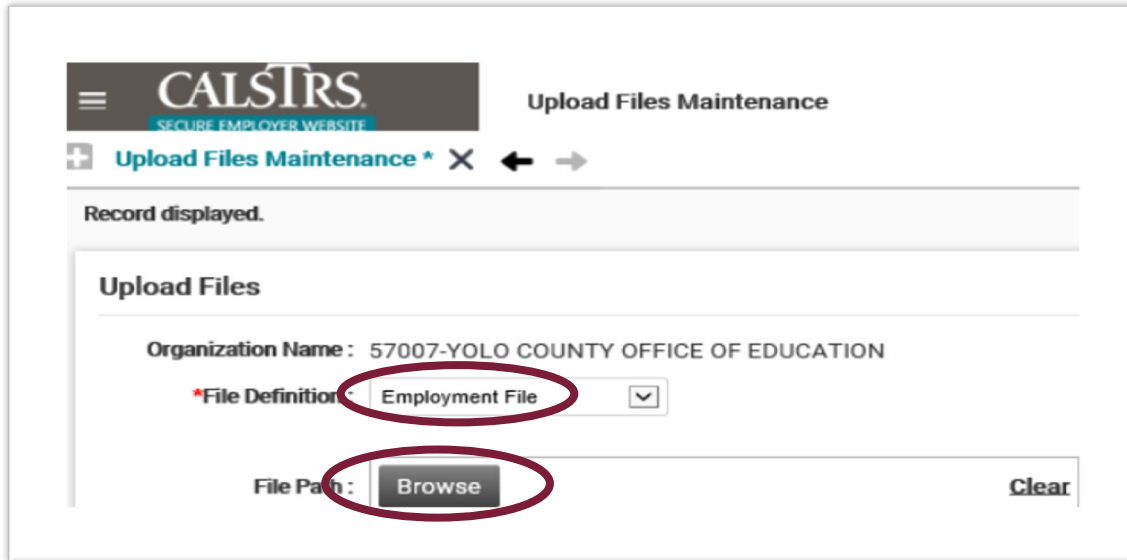 CALSTRS.
SECURE EMPLOYER WEBSITE
Upload Files Maintenance
Upload Files Maintenance *
Record displayed.
Upload Files
Organization Name : 57007-YOLO COUNTY OFFICE OF EDUCATION
*File Definition : Employment File
File Path : Browse Clear